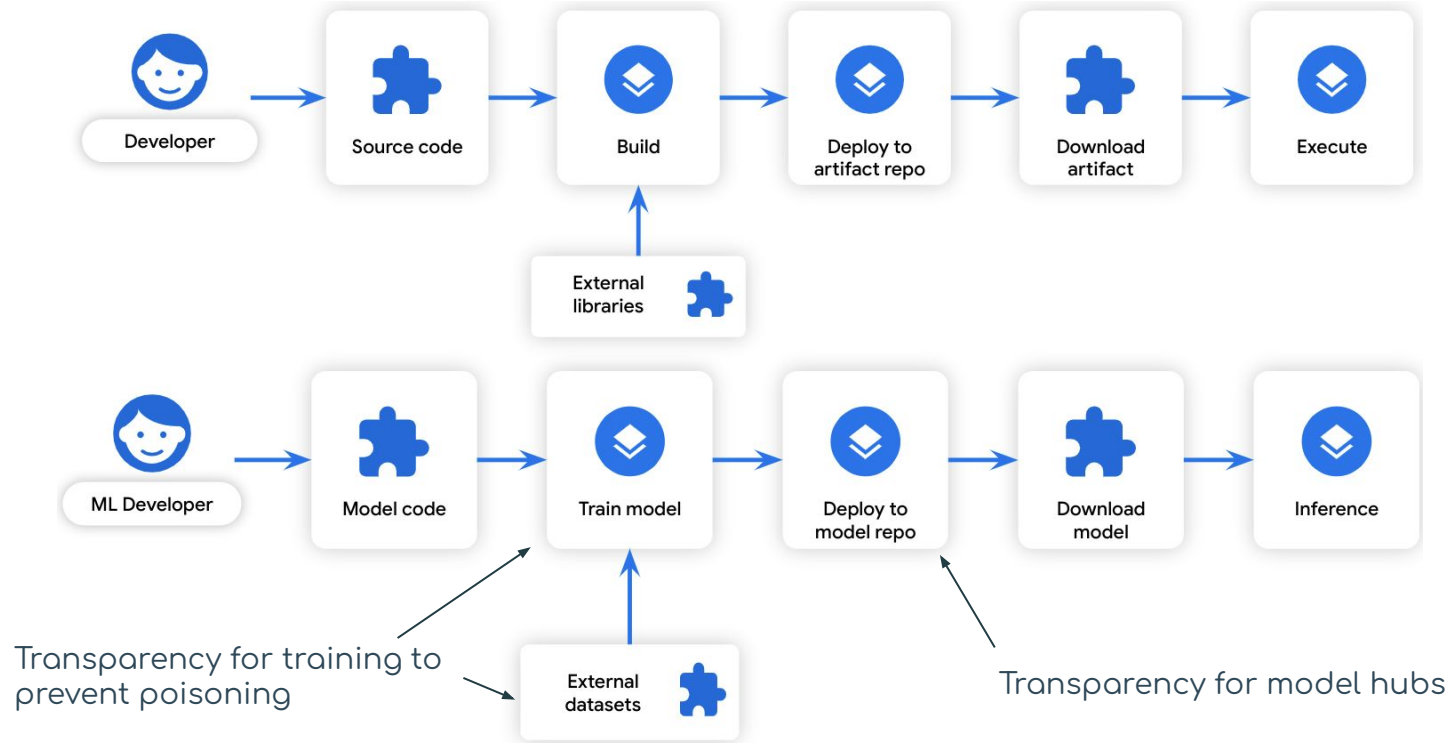 Developer
Source code
Build
Deploy to
artifact repo
Download
artifact
Execute
External
libraries
ML Developer
Model code
Train model
Deploy to
model repo
Download
model
Inference
Transparency for training to
prevent poisoning
External
datasets
Transparency for model hubs